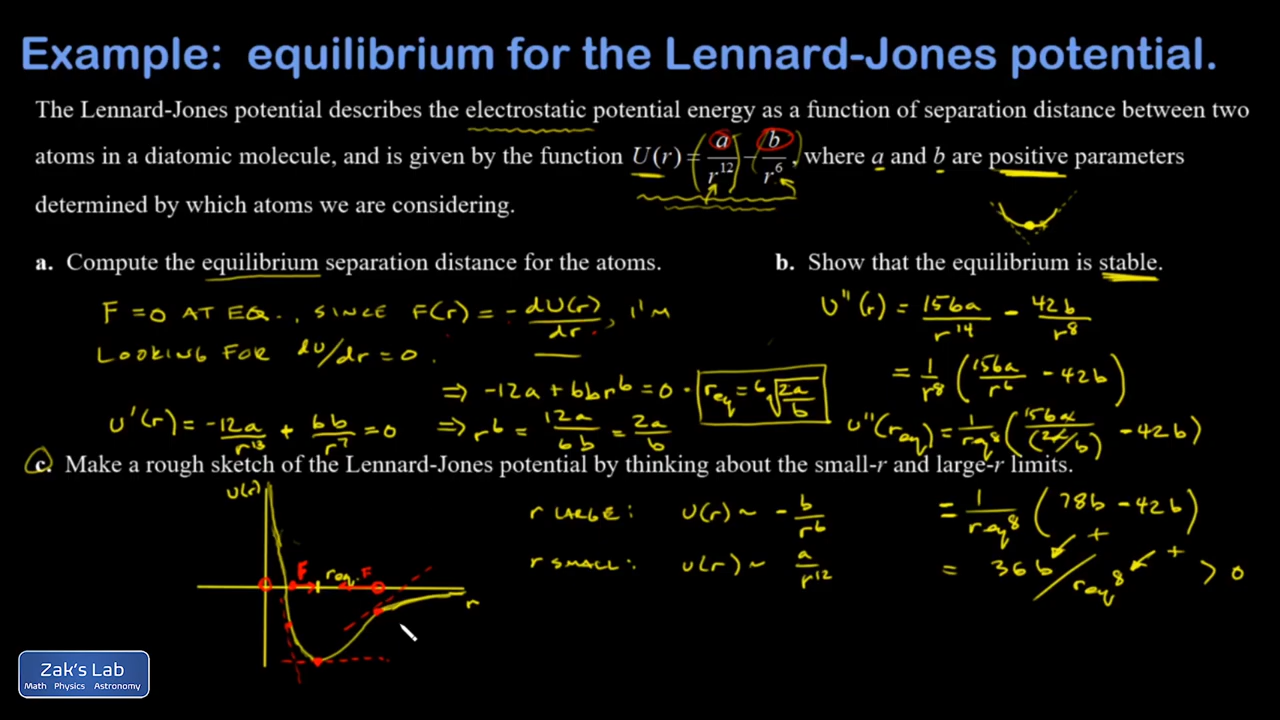 Example: equilibrium for the Lennard-Jones potential.
The Lennard-Jones potential describes the electrostatic potential energy as a function of separation distance between two
atoms in a diatomic molecule, and is given by the function U(r) = (a/r¹²) − b/r⁶, where a and b are positive parameters
determined by which atoms we are considering.
a. Compute the equilibrium separation distance for the atoms.
F = 0 AT EQ., SINCE F(r) = − dU(r)/dr, I'M
LOOKING FOR dU/dr = 0.
⇒ -12a + 6br⁶ = 0. r_eq = ⁶√(2a/b)
U'(r) = -12a/r¹³ + 6b/r⁷ = 0 ⇒ r⁶ = 12a/6b = 2a/b
b. Show that the equilibrium is stable.
U''(r) = 156a/r¹⁴ − 42b/r⁸
= 1/r⁸ (156a/r⁶ − 42b)
U''(r_eq) = 1/r_eq⁸ (156a/(2a/b) − 42b)
= 1/r_eq⁸ (78b − 42b)
= 36b/r_eq⁸ > 0
+
+
c. Make a rough sketch of the Lennard-Jones potential by thinking about the small-r and large-r limits.
U(r)
F
r_eq
F
r
r LARGE: U(r) ~ − b/r⁶
r SMALL: U(r) ~ a/r¹²
Zak's Lab
Math Physics Astronomy